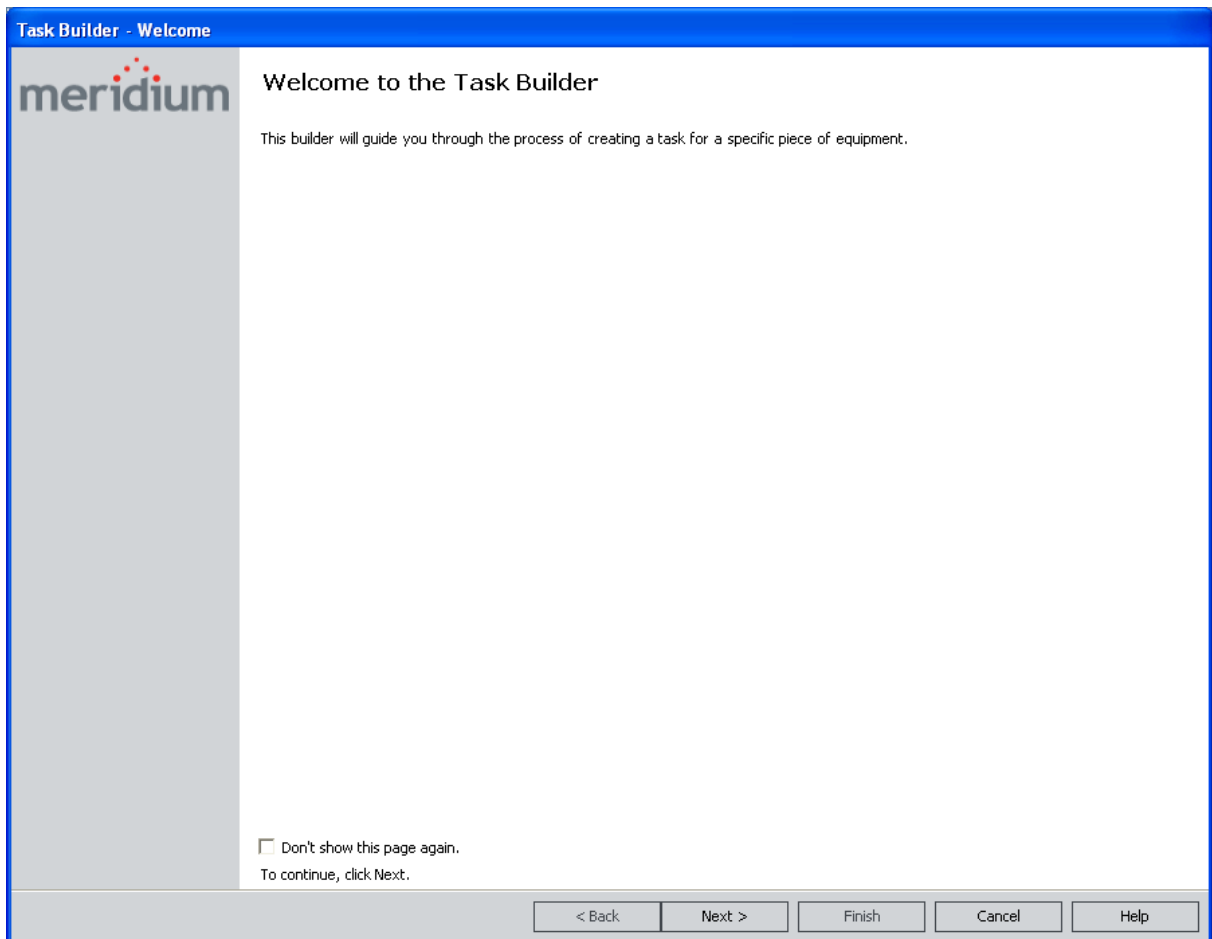 Task Builder - Welcome
meridium
Welcome to the Task Builder
This builder will guide you through the process of creating a task for a specific piece of equipment.
Don't show this page again.
To continue, click Next.
< Back
Next >
Finish
Cancel
Help